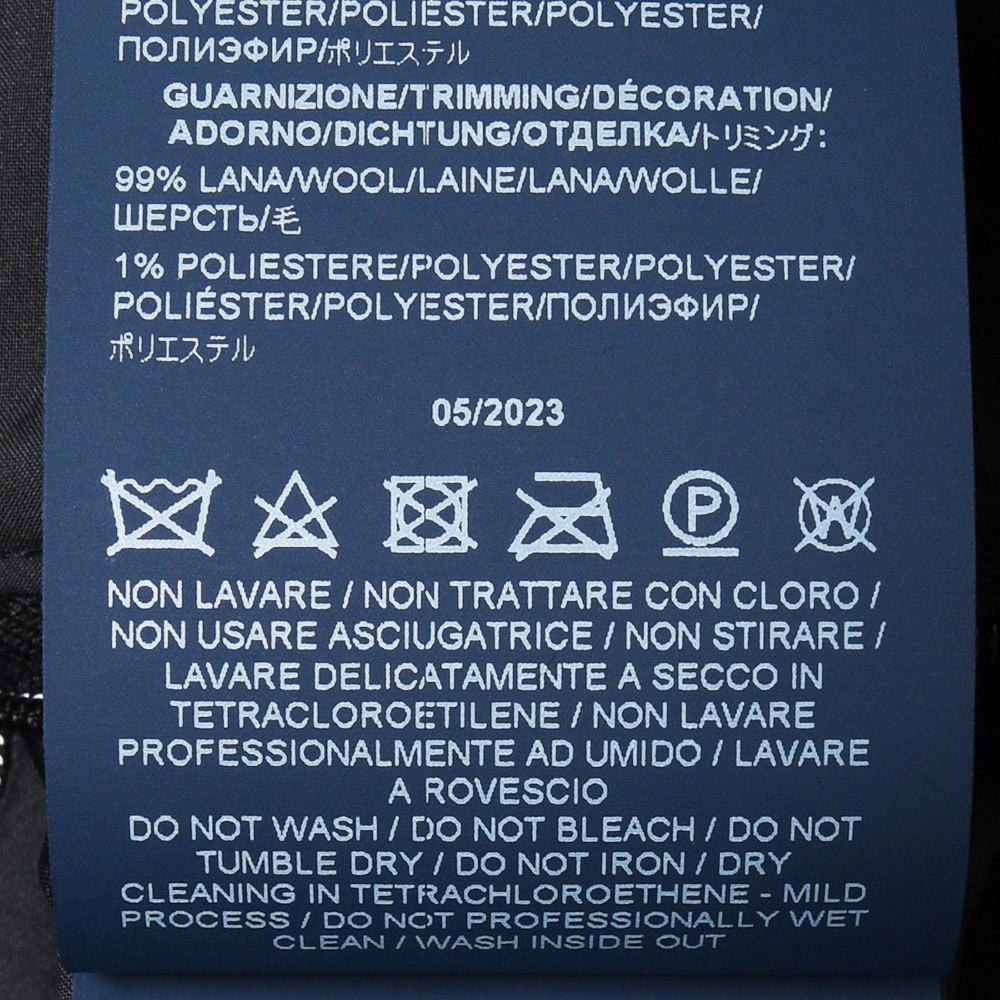 POLYESTER/POLIÉSTER/POLYESTER/
ПОЛИЭФИР/ポリエステル
GUARNIZIONE/TRIMMING/DÉCORATION/
ADORNO/DICHTUNG/ОТДЕЛКА/トリミング:
99% LANA/WOOL/LAINE/LANA/WOLLE/
ШЕРСТЬ/毛
1% POLIESTERE/POLYESTER/POLYESTER/
POLIÉSTER/POLYESTER/ПОЛИЭФИР/
ポリエステル
05/2023
P W
NON LAVARE / NON TRATTARE CON CLORO /
NON USARE ASCIUGATRICE / NON STIRARE /
LAVARE DELICATAMENTE A SECCO IN
TETRACLOROETILENE / NON LAVARE
PROFESSIONALMENTE AD UMIDO / LAVARE
A ROVESCIO
DO NOT WASH / DO NOT BLEACH / DO NOT
TUMBLE DRY / DO NOT IRON / DRY
CLEANING IN TETRACHLOROETHENE - MILD
PROCESS / DO NOT PROFESSIONALLY WET
CLEAN / WASH INSIDE OUT